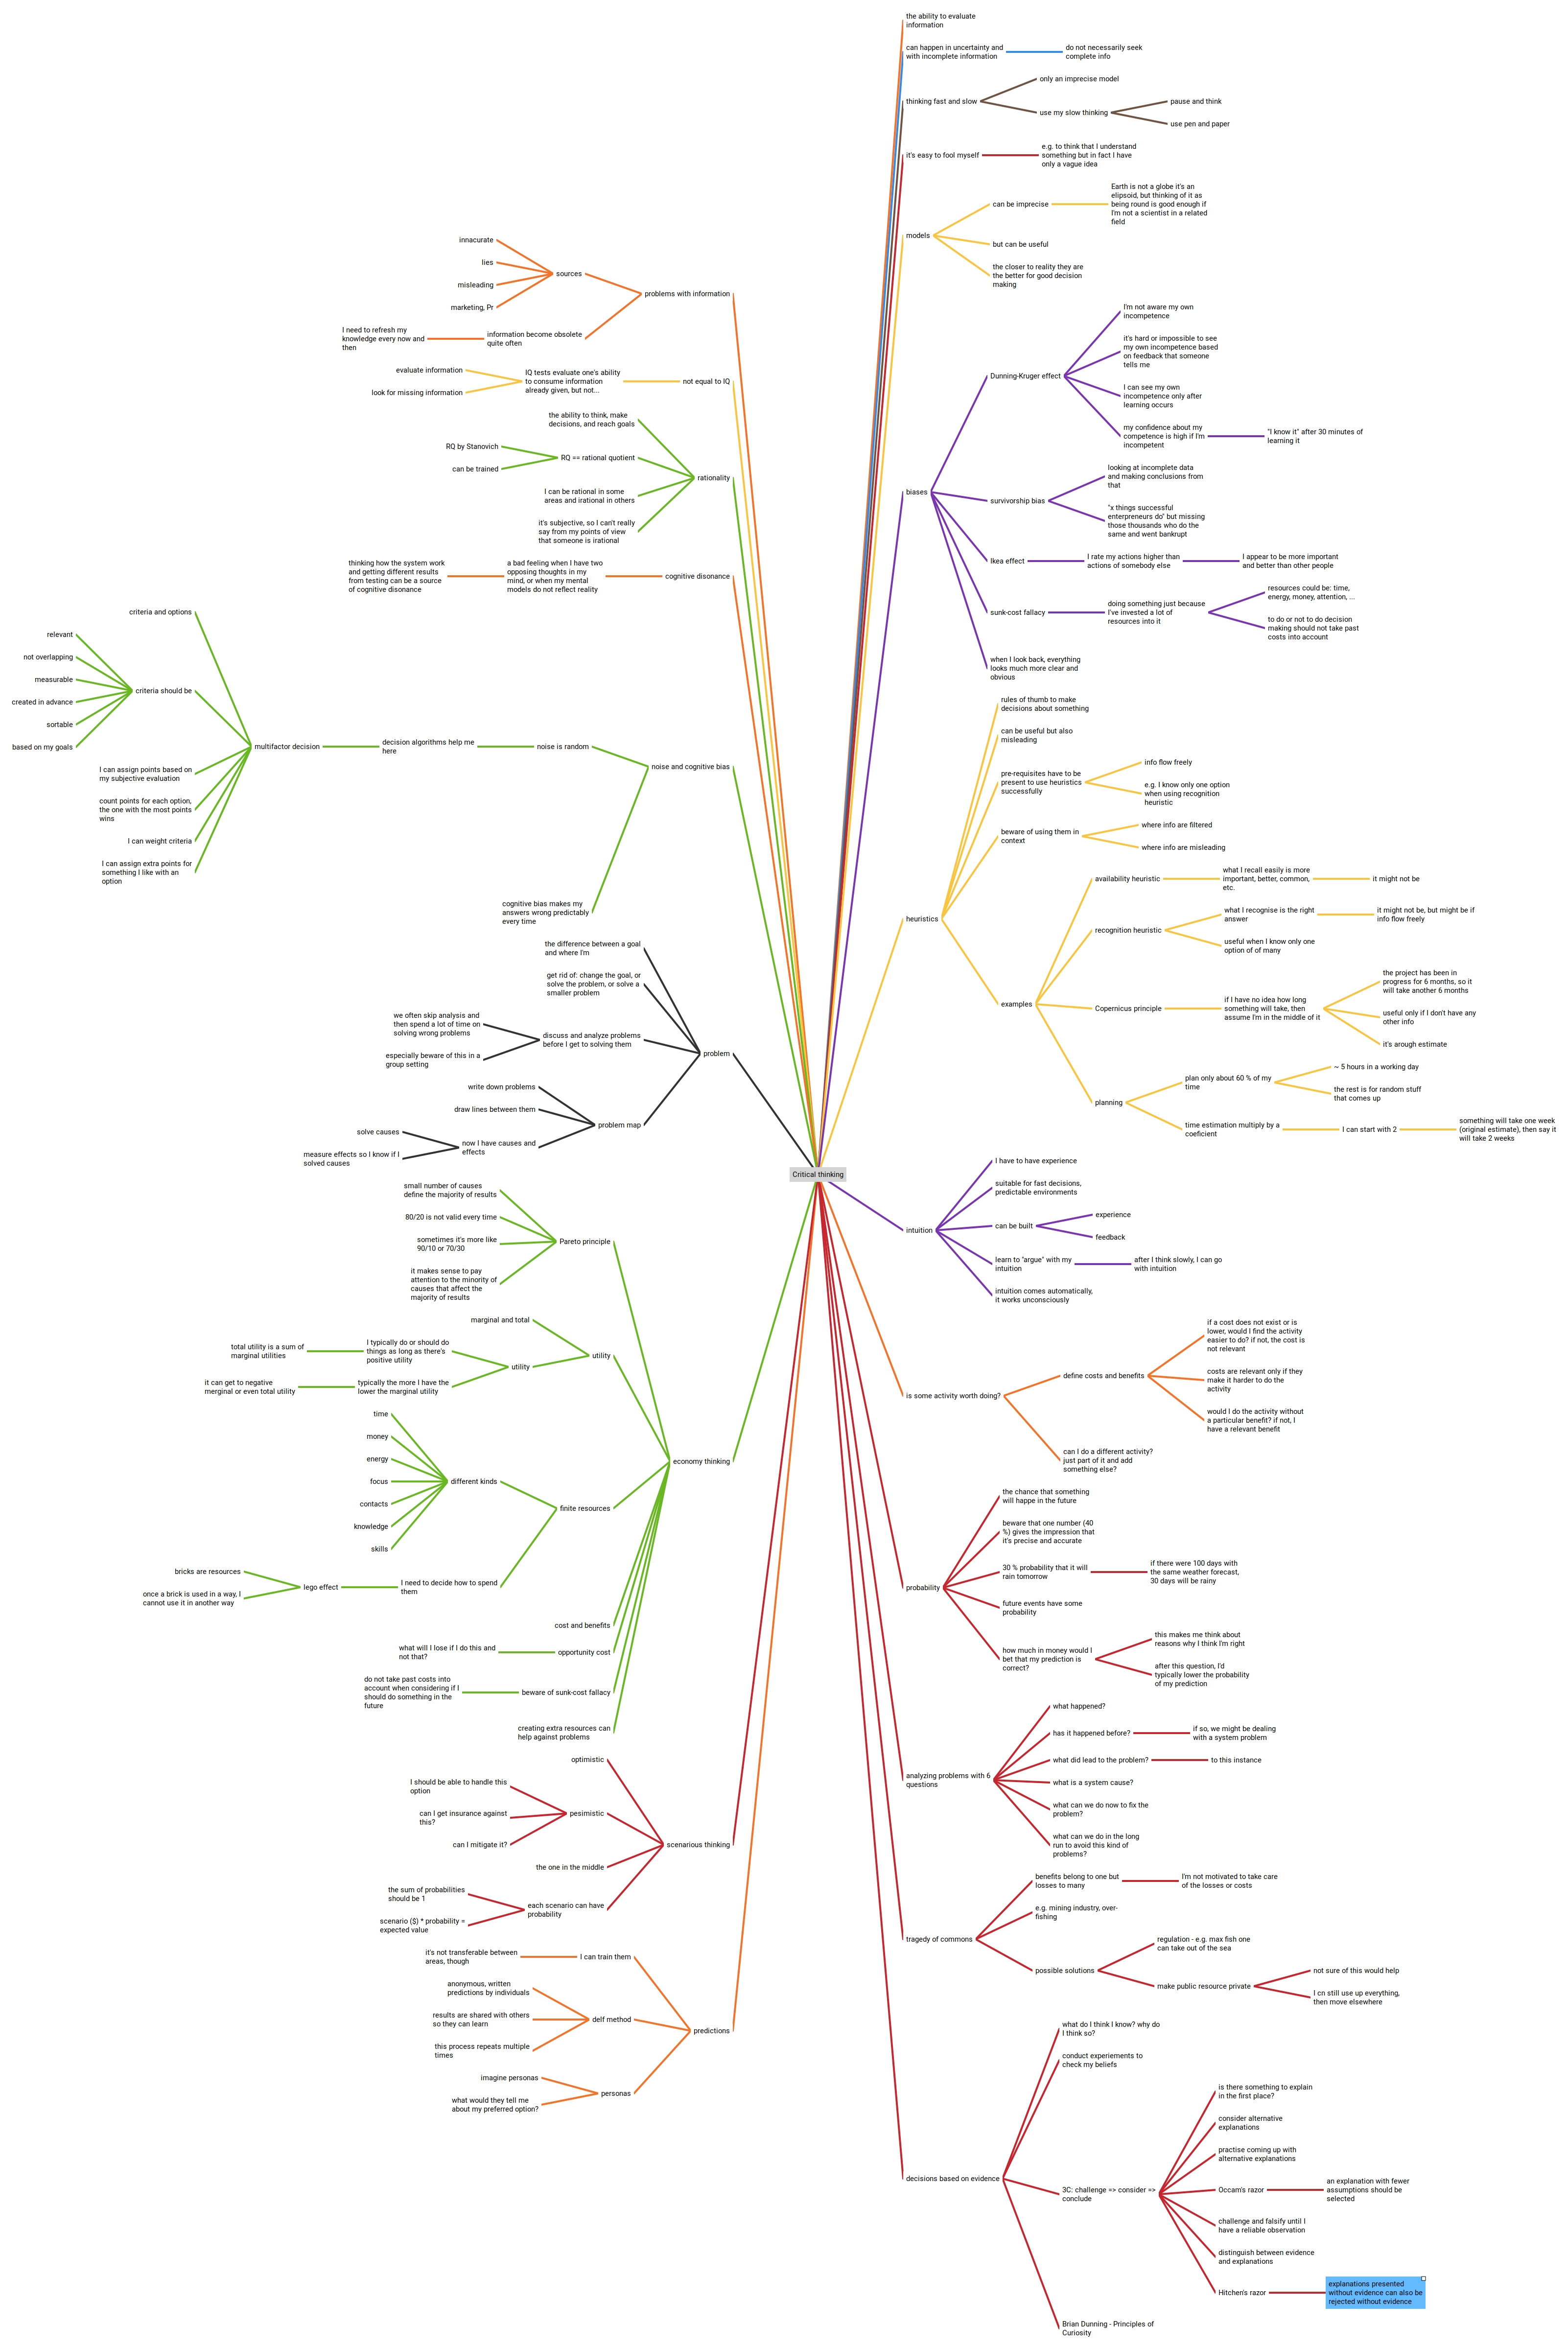 Critical thinking
the ability to evaluate
information
can happen in uncertainty and
with incomplete information
do not necessarily seek
complete info
thinking fast and slow
only an imprecise model
use my slow thinking
pause and think
use pen and paper
it's easy to fool myself
e.g. to think that I understand
something but in fact I have
only a vague idea
models
can be imprecise
Earth is not a globe it's an
elipsoid, but thinking of it as
being round is good enough if
I'm not a scientist in a related
field
but can be useful
the closer to reality they are
the better for good decision
making
biases
Dunning-Kruger effect
I'm not aware my own
incompetence
it's hard or impossible to see
my own incompetence based
on feedback that someone
tells me
I can see my own
incompetence only after
learning occurs
my confidence about my
competence is high if I'm
incompetent
"I know it" after 30 minutes of
learning it
survivorship bias
looking at incomplete data
and making conclusions from
that
"x things successful
enterpreneurs do" but missing
those thousands who do the
same and went bankrupt
Ikea effect
I rate my actions higher than
actions of somebody else
I appear to be more important
and better than other people
sunk-cost fallacy
doing something just because
I've invested a lot of
resources into it
resources could be: time,
energy, money, attention, ...
to do or not to do decision
making should not take past
costs into account
when I look back, everything
looks much more clear and
obvious
heuristics
rules of thumb to make
decisions about something
can be useful but also
misleading
pre-requisites have to be
present to use heuristics
successfully
info flow freely
e.g. I know only one option
when using recognition
heuristic
beware of using them in
context
where info are filtered
where info are misleading
examples
availability heuristic
what I recall easily is more
important, better, common,
etc.
it might not be
recognition heuristic
what I recognise is the right
answer
it might not be, but might be if
info flow freely
useful when I know only one
option of of many
Copernicus principle
if I have no idea how long
something will take, then
assume I'm in the middle of it
the project has been in
progress for 6 months, so it
will take another 6 months
useful only if I don't have any
other info
it's arough estimate
planning
plan only about 60 % of my
time
~ 5 hours in a working day
the rest is for random stuff
that comes up
time estimation multiply by a
coeficient
I can start with 2
something will take one week
(original estimate), then say it
will take 2 weeks
intuition
I have to have experience
suitable for fast decisions,
predictable environments
can be built
experience
feedback
learn to "argue" with my
intuition
after I think slowly, I can go
with intuition
intuition comes automatically,
it works unconsciously
is some activity worth doing?
define costs and benefits
if a cost does not exist or is
lower, would I find the activity
easier to do? if not, the cost is
not relevant
costs are relevant only if they
make it harder to do the
activity
would I do the activity without
a particular benefit? if not, I
have a relevant benefit
can I do a different activity?
just part of it and add
something else?
probability
the chance that something
will happe in the future
beware that one number (40
%) gives the impression that
it's precise and accurate
30 % probability that it will
rain tomorrow
if there were 100 days with
the same weather forecast,
30 days will be rainy
future events have some
probability
how much in money would I
bet that my prediction is
correct?
this makes me think about
reasons why I think I'm right
after this question, I'd
typically lower the probability
of my prediction
analyzing problems with 6
questions
what happened?
has it happened before?
if so, we might be dealing
with a system problem
what did lead to the problem?
to this instance
what is a system cause?
what can we do now to fix the
problem?
what can we do in the long
run to avoid this kind of
problems?
tragedy of commons
benefits belong to one but
losses to many
I'm not motivated to take care
of the losses or costs
e.g. mining industry, over-
fishing
possible solutions
regulation - e.g. max fish one
can take out of the sea
make public resource private
not sure of this would help
I cn still use up everything,
then move elsewhere
decisions based on evidence
what do I think I know? why do
I think so?
conduct experiements to
check my beliefs
3C: challenge => consider =>
conclude
is there something to explain
in the first place?
consider alternative
explanations
practise coming up with
alternative explanations
Occam's razor
an explanation with fewer
assumptions should be
selected
challenge and falsify until I
have a reliable observation
distinguish between evidence
and explanations
Hitchen's razor
explanations presented
without evidence can also be
rejected without evidence
Brian Dunning - Principles of
Curiosity
problems with information
sources
innacurate
lies
misleading
marketing, Pr
information become obsolete
quite often
I need to refresh my
knowledge every now and
then
not equal to IQ
IQ tests evaluate one's ability
to consume information
already given, but not...
evaluate information
look for missing information
rationality
the ability to think, make
decisions, and reach goals
RQ == rational quotient
RQ by Stanovich
can be trained
I can be rational in some
areas and irational in others
it's subjective, so I can't really
say from my points of view
that someone is irational
cognitive disonance
a bad feeling when I have two
opposing thoughts in my
mind, or when my mental
models do not reflect reality
thinking how the system work
and getting different results
from testing can be a source
of cognitive disonance
noise and cognitive bias
noise is random
decision algorithms help me
here
multifactor decision
criteria and options
criteria should be
relevant
not overlapping
measurable
created in advance
sortable
based on my goals
I can assign points based on
my subjective evaluation
count points for each option,
the one with the most points
wins
I can weight criteria
I can assign extra points for
something I like with an
option
cognitive bias makes my
answers wrong predictably
every time
problem
the difference between a goal
and where I'm
get rid of: change the goal, or
solve the problem, or solve a
smaller problem
discuss and analyze problems
before I get to solving them
we often skip analysis and
then spend a lot of time on
solving wrong problems
especially beware of this in a
group setting
problem map
write down problems
draw lines between them
now I have causes and
effects
solve causes
measure effects so I know if I
solved causes
economy thinking
Pareto principle
small number of causes
define the majority of results
80/20 is not valid every time
sometimes it's more like
90/10 or 70/30
it makes sense to pay
attention to the minority of
causes that affect the
majority of results
utility
marginal and total
utility
I typically do or should do
things as long as there's
positive utility
total utility is a sum of
marginal utilities
typically the more I have the
lower the marginal utility
it can get to negative
merginal or even total utility
finite resources
different kinds
time
money
energy
focus
contacts
knowledge
skills
I need to decide how to spend
them
lego effect
bricks are resources
once a brick is used in a way, I
cannot use it in another way
cost and benefits
opportunity cost
what will I lose if I do this and
not that?
beware of sunk-cost fallacy
do not take past costs into
account when considering if I
should do something in the
future
creating extra resources can
help against problems
scenarious thinking
optimistic
pesimistic
I should be able to handle this
option
can I get insurance against
this?
can I mitigate it?
the one in the middle
each scenario can have
probability
the sum of probabilities
should be 1
scenario ($) * probability =
expected value
predictions
I can train them
it's not transferable between
areas, though
delf method
anonymous, written
predictions by individuals
results are shared with others
so they can learn
this process repeats multiple
times
personas
imagine personas
what would they tell me
about my preferred option?